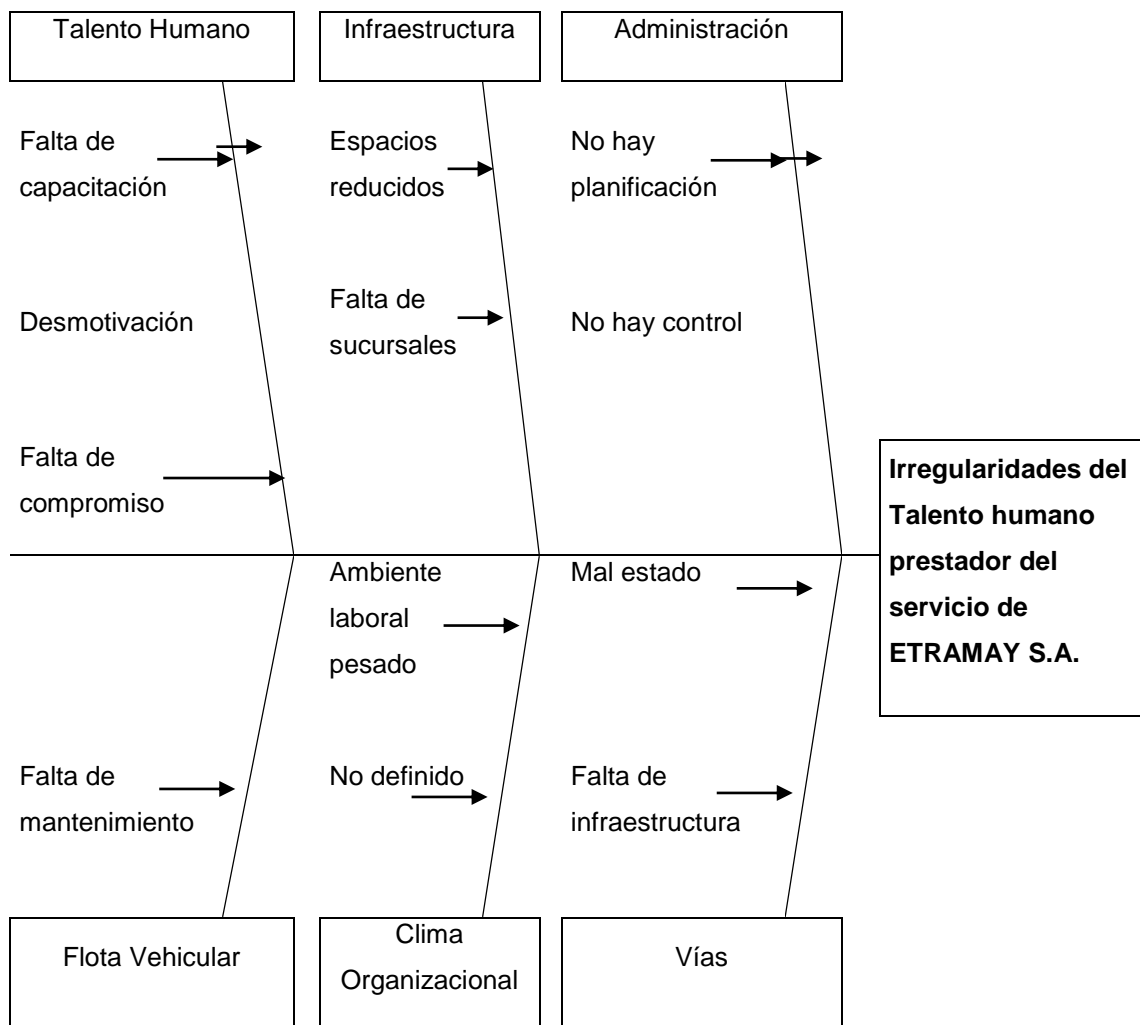 Talento Humano
Infraestructura
Administración
Falta de
capacitación
Espacios
reducidos
No hay
planificación
Desmotivación
Falta de
sucursales
No hay control
Falta de
compromiso
Irregularidades del
Talento humano
prestador del
servicio de
ETRAMAY S.A.
Ambiente
laboral
pesado
Mal estado
Falta de
mantenimiento
No definido
Falta de
infraestructura
Flota Vehicular
Clima
Organizacional
Vías